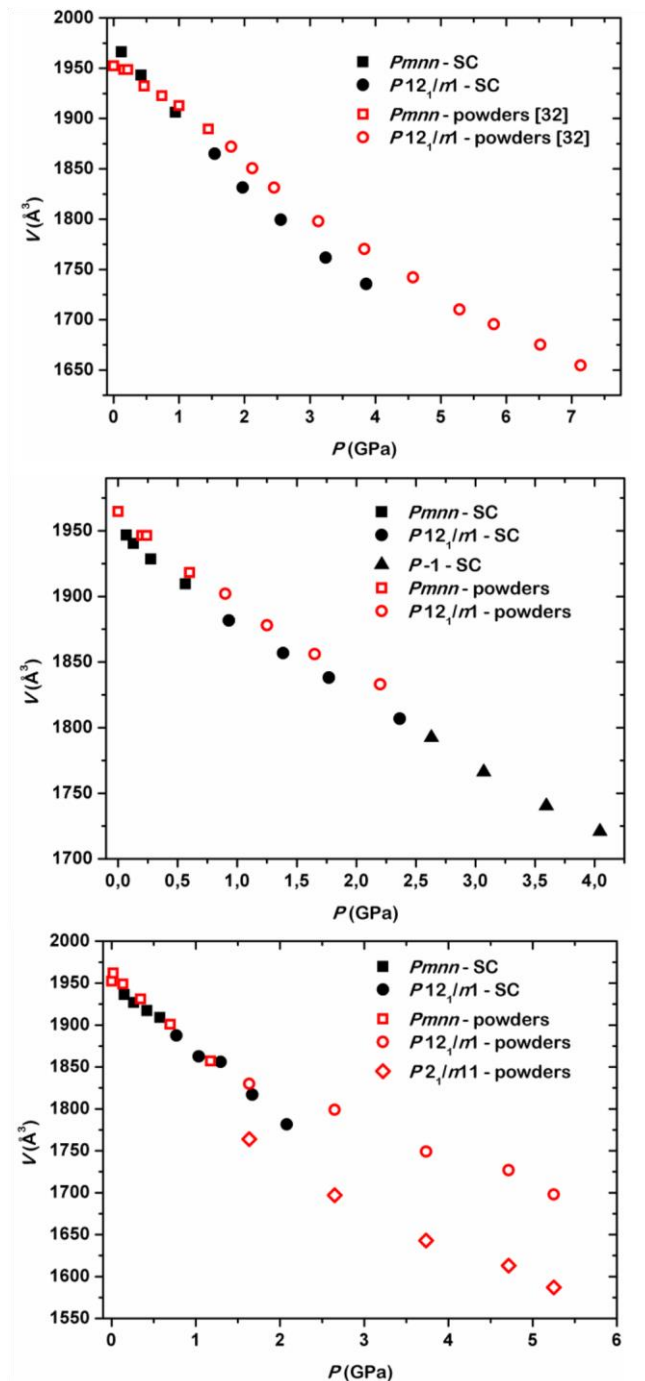 2000
1950
1900
1850
1800
1750
1700
1650
V (Å³)
Pmnn - SC
P12₁/n1 - SC
Pmnn - powders [32]
P12₁/n1 - powders [32]
0 1 2 3 4 5 6 7
P (GPa)
1950
1900
1850
1800
1750
1700
V (Å³)
Pmnn - SC
P12₁/n1 - SC
P-1 - SC
Pmnn - powders
P12₁/n1 - powders
0,0 0,5 1,0 1,5 2,0 2,5 3,0 3,5 4,0
P (GPa)
2000
1950
1900
1850
1800
1750
1700
1650
1600
1550
V (Å³)
Pmnn - SC
P12₁/n1 - SC
Pmnn - powders
P12₁/n1 - powders
P2₁/n11 - powders
0 1 2 3 4 5 6
P (GPa)